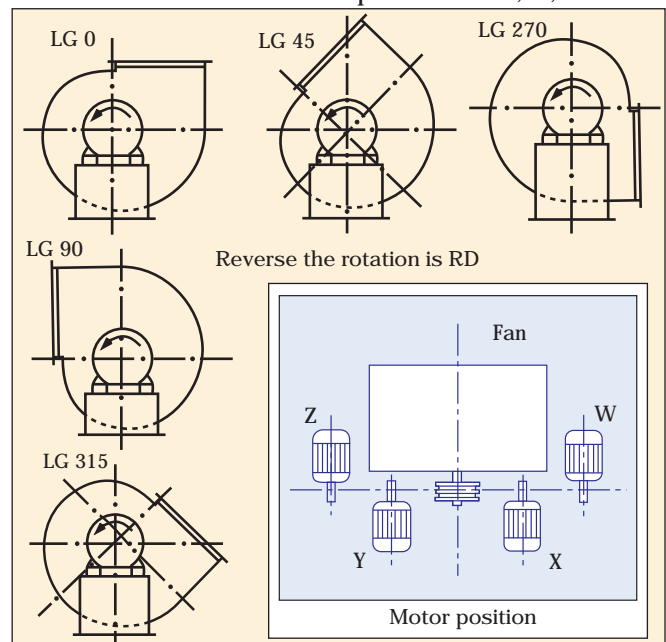 LG 0
LG 45
LG 270
LG 90
Reverse the rotation is RD
LG 315
Fan
Z
W
Y
X
Motor position